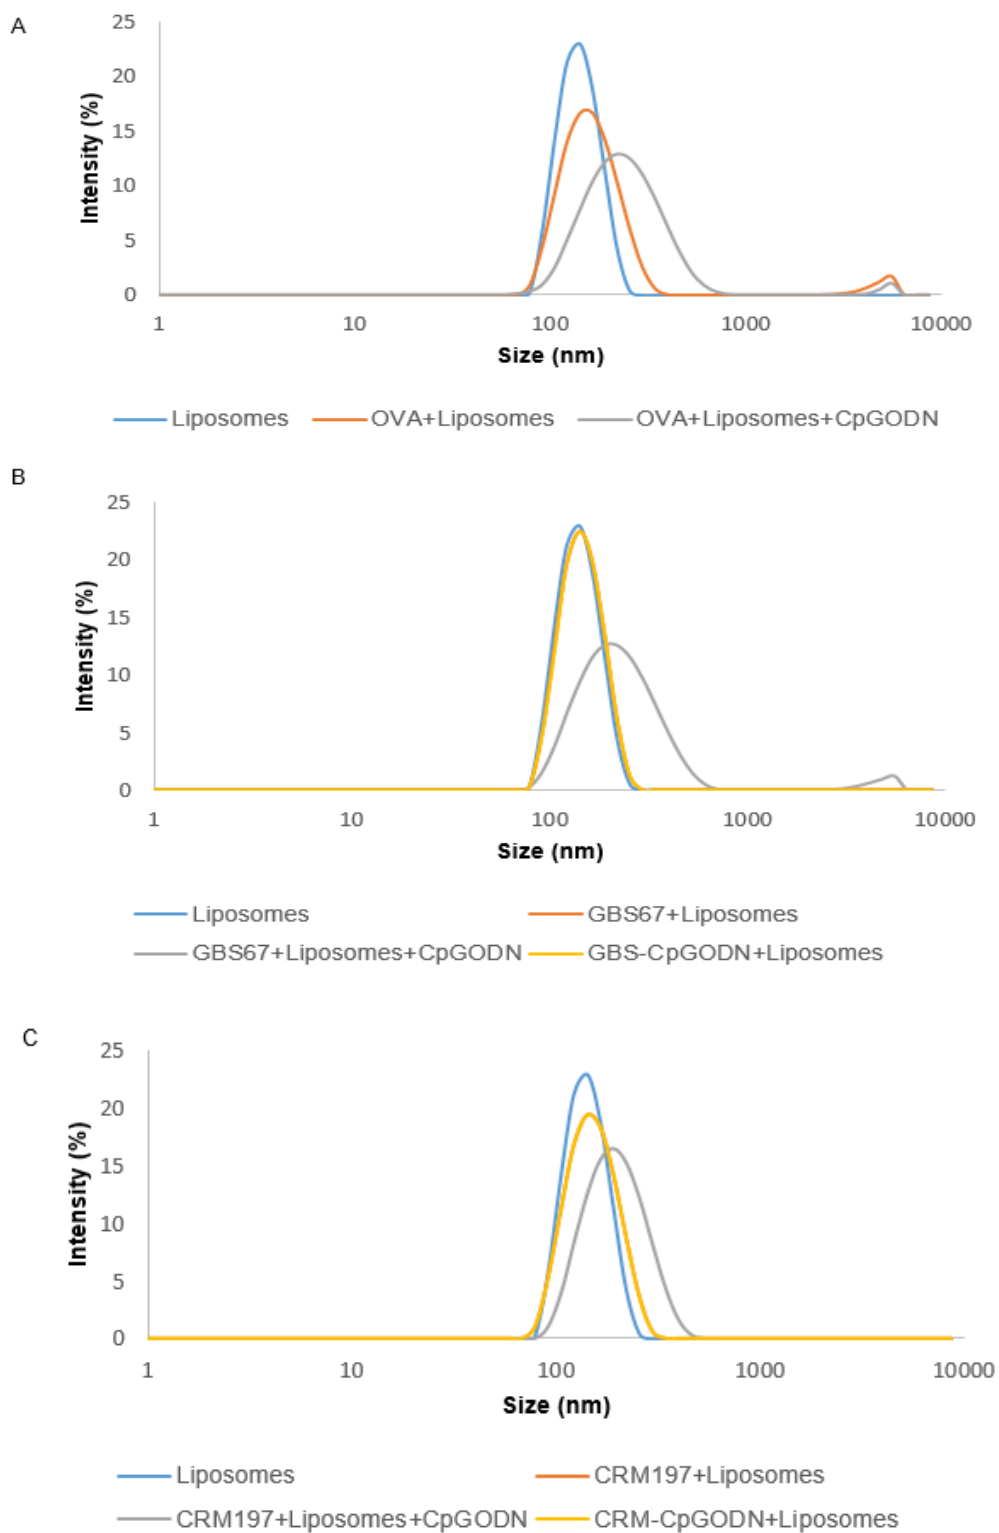 A
25
20
15
10
5
0
Intensity (%)
1 10 100 1000 10000
Size (nm)
Liposomes OVA+Liposomes OVA+Liposomes+CpGODN
B
25
20
15
10
5
0
Intensity (%)
1 10 100 1000 10000
Size (nm)
Liposomes GBS67+Liposomes
GBS67+Liposomes+CpGODN GBS-CpGODN+Liposomes
C
25
20
15
10
5
0
Intensity (%)
1 10 100 1000 10000
Size (nm)
Liposomes CRM197+Liposomes
CRM197+Liposomes+CpGODN CRM-CpGODN+Liposomes